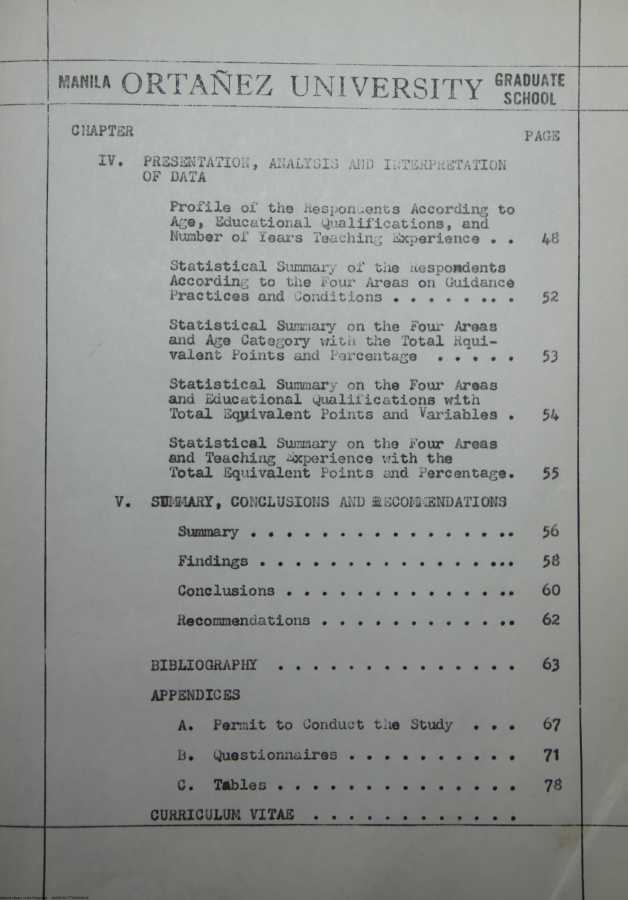 MANILA ORTAÑEZ UNIVERSITY GRADUATE SCHOOL
CHAPTER PAGE
IV. PRESENTATION, ANALYSIS AND INTERPRETATION
OF DATA
Profile of the Respondents According to
Age, Educational Qualifications, and
Number of Years Teaching Experience . . 48
Statistical Summary of the Respondents
According to the Four Areas on Guidance
Practices and Conditions . . . . . . . . 52
Statistical Summary on the Four Areas
and Age Category with the Total Equi-
valent Points and Percentage . . . . . 53
Statistical Summary on the Four Areas
and Educational Qualifications with
Total Equivalent Points and Variables . 54
Statistical Summary on the Four Areas
and Teaching Experience with the
Total Equivalent Points and Percentage. 55
V. SUMMARY, CONCLUSIONS AND RECOMMENDATIONS
Summary . . . . . . . . . . . . . . . .. 56
Findings . . . . . . . . . . . . . . ... 58
Conclusions . . . . . . . . . . . . . .. 60
Recommendations . . . . . . . . . . . .. 62
BIBLIOGRAPHY . . . . . . . . . . . . . . . 63
APPENDICES
A. Permit to Conduct the Study . . . 67
B. Questionnaires . . . . . . . . . . 71
C. Tables . . . . . . . . . . . . . . . 78
CURRICULUM VITAE . . . . . . . . . . . . .